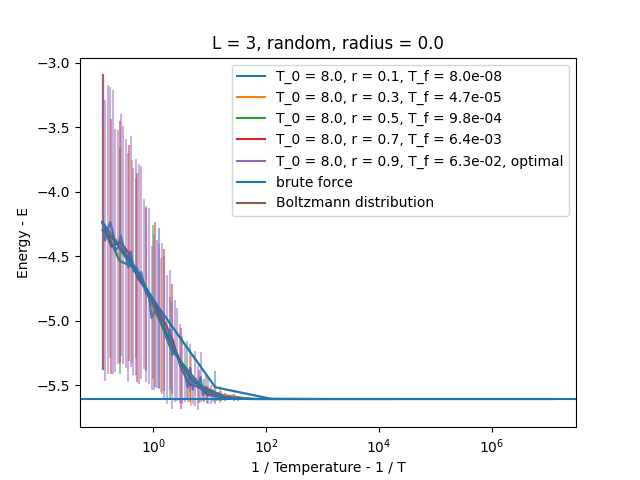 L = 3, random, radius = 0.0
T_0 = 8.0, r = 0.1, T_f = 8.0e-08
T_0 = 8.0, r = 0.3, T_f = 4.7e-05
T_0 = 8.0, r = 0.5, T_f = 9.8e-04
T_0 = 8.0, r = 0.7, T_f = 6.4e-03
T_0 = 8.0, r = 0.9, T_f = 6.3e-02, optimal
brute force
Boltzmann distribution
Energy - E
−3.0
−3.5
−4.0
−4.5
−5.0
−5.5
10⁰ 10² 10⁴ 10⁶
1 / Temperature - 1 / T